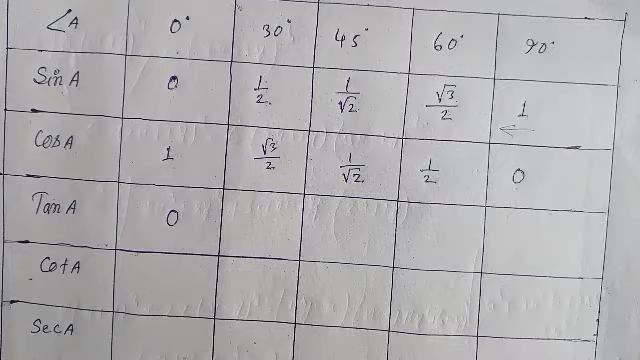 ∠A 0° 30° 45° 60° 90°
Sin A 0 1/2 1/√2 √3/2 1
Cos A 1 √3/2 1/√2 1/2 0
Tan A 0
Cot A
Sec A